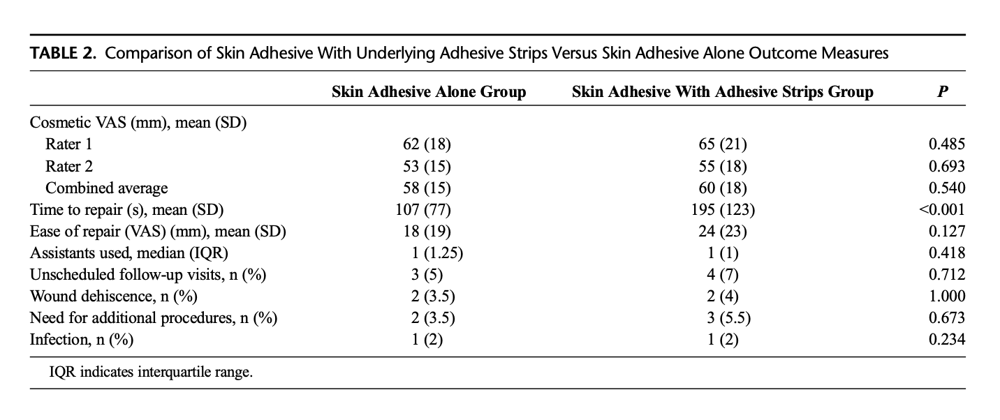 TABLE 2. Comparison of Skin Adhesive With Underlying Adhesive Strips Versus Skin Adhesive Alone Outcome Measures
Skin Adhesive Alone Group Skin Adhesive With Adhesive Strips Group P
Cosmetic VAS (mm), mean (SD)
Rater 1 62 (18) 65 (21) 0.485
Rater 2 53 (15) 55 (18) 0.693
Combined average 58 (15) 60 (18) 0.540
Time to repair (s), mean (SD) 107 (77) 195 (123) <0.001
Ease of repair (VAS) (mm), mean (SD) 18 (19) 24 (23) 0.127
Assistants used, median (IQR) 1 (1.25) 1 (1) 0.418
Unscheduled follow-up visits, n (%) 3 (5) 4 (7) 0.712
Wound dehiscence, n (%) 2 (3.5) 2 (4) 1.000
Need for additional procedures, n (%) 2 (3.5) 3 (5.5) 0.673
Infection, n (%) 1 (2) 1 (2) 0.234
IQR indicates interquartile range.